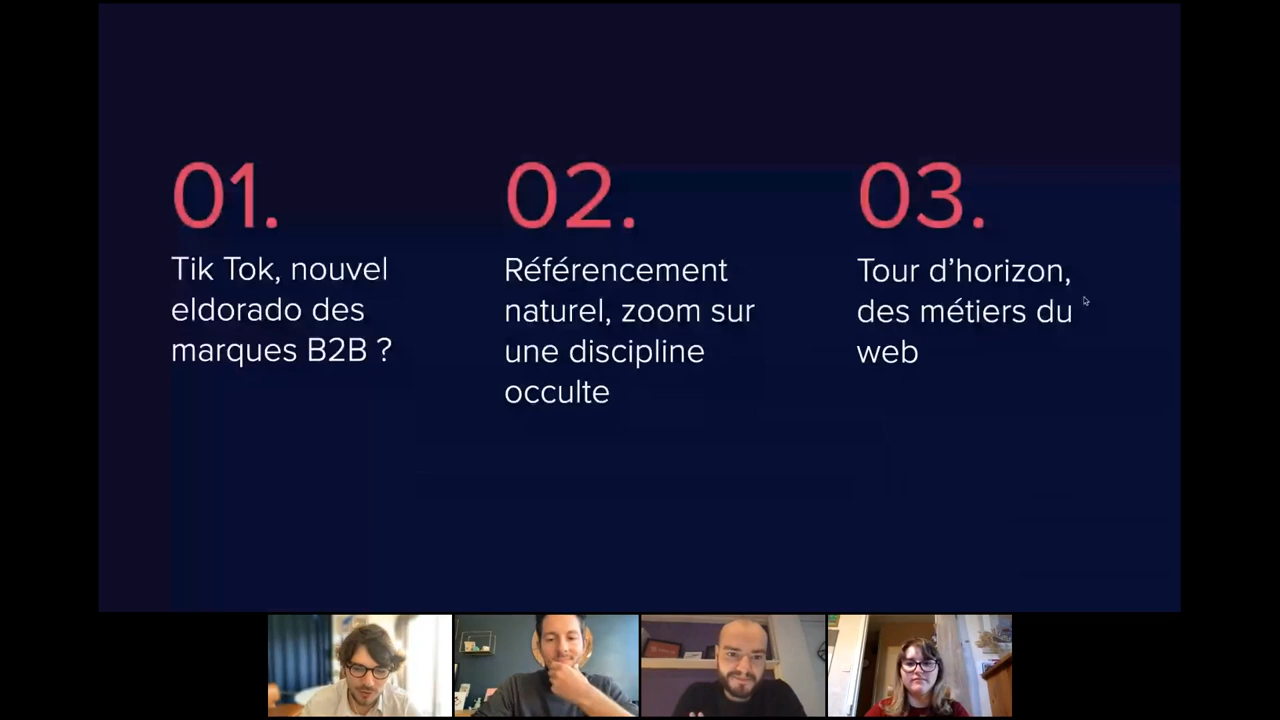 01.
Tik Tok, nouvel
eldorado des
marques B2B ?
02.
Référencement
naturel, zoom sur
une discipline
occulte
03.
Tour d’horizon,
des métiers du
web